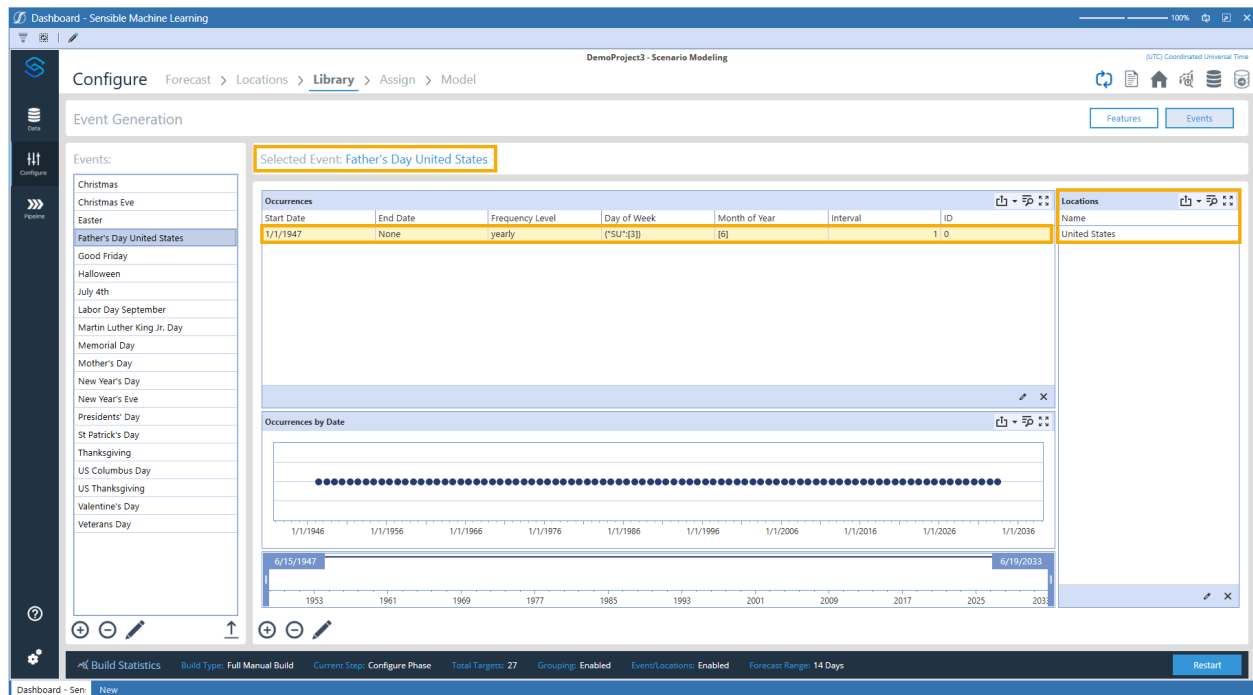 Dashboard - Sensible Machine Learning
100%
DemoProject3 - Scenario Modeling
(UTC) Coordinated Universal Time
Configure Forecast > Locations > Library > Assign > Model
Data
Configure
Pipeline
Event Generation
Features
Events
Events:
Christmas
Christmas Eve
Easter
Father's Day United States
Good Friday
Halloween
July 4th
Labor Day September
Martin Luther King Jr. Day
Memorial Day
Mother's Day
New Year's Day
New Year's Eve
Presidents' Day
St Patrick's Day
Thanksgiving
US Columbus Day
US Thanksgiving
Valentine's Day
Veterans Day
Selected Event: Father's Day United States
Occurrences
Start Date End Date Frequency Level Day of Week Month of Year Interval ID
1/1/1947 None yearly {"SU":[3]} [6] 1 0
Locations
Name
United States
Occurrences by Date
1/1/1946 1/1/1956 1/1/1966 1/1/1976 1/1/1986 1/1/1996 1/1/2006 1/1/2016 1/1/2026 1/1/2036
6/15/1947 6/19/2033
1953 1961 1969 1977 1985 1993 2001 2009 2017 2025 2033
Build Statistics Build Type: Full Manual Build Current Step: Configure Phase Total Targets: 27 Grouping: Enabled Event/Locations: Enabled Forecast Range: 14 Days
Restart
Dashboard - Sen: New